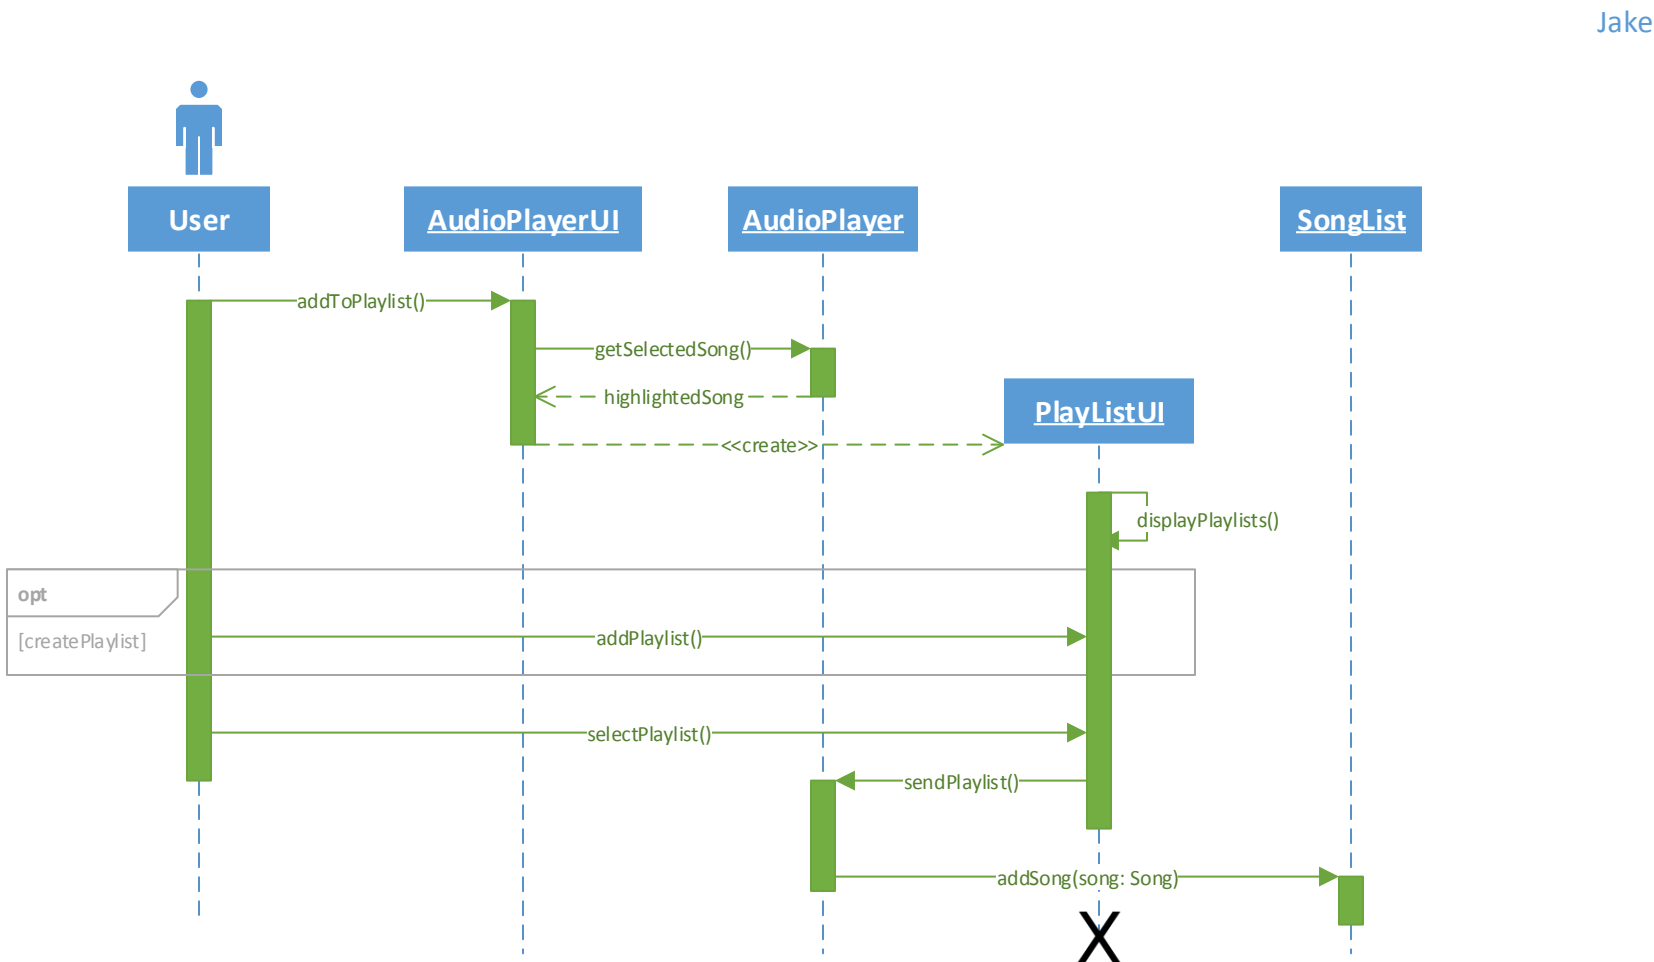 Jake
User
AudioPlayerUI
AudioPlayer
SongList
addToPlaylist()
getSelectedSong()
highlightedSong
PlayListUI
<<create>>
displayPlaylists()
opt
[createPlaylist]
addPlaylist()
selectPlaylist()
sendPlaylist()
addSong(song: Song)
X